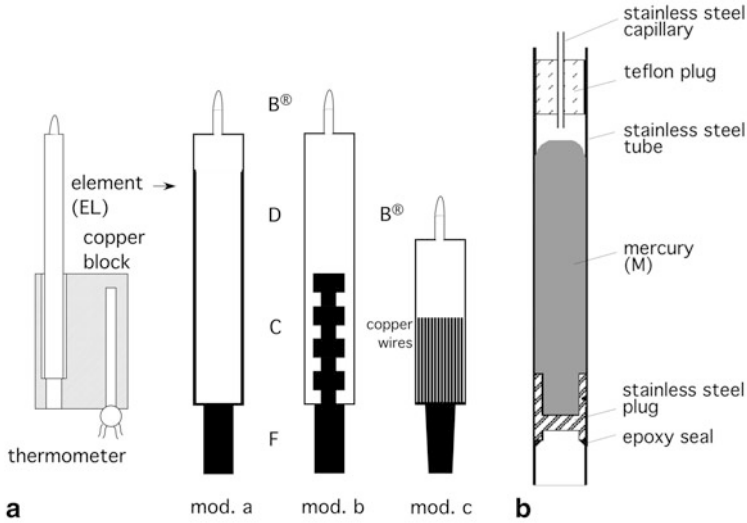 B®
element
(EL)
copper
block
D
B®
C
copper
wires
F
thermometer
a
mod. a
mod. b
mod. c
stainless steel
capillary
teflon plug
stainless steel
tube
mercury
(M)
stainless steel
plug
epoxy seal
b